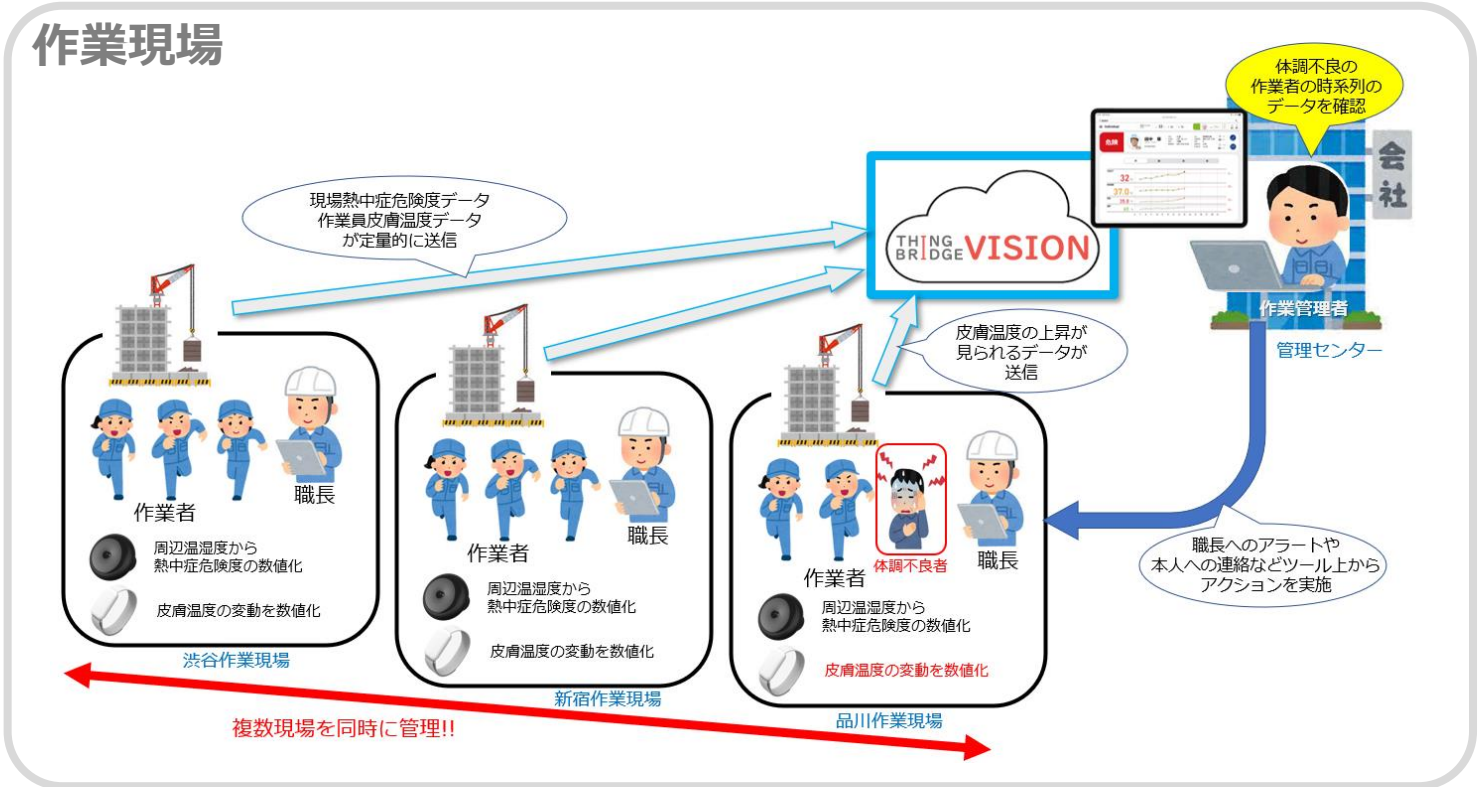 作業現場
体調不良の
作業者の時系列の
データを確認
会
社
危険
32
37.0
現場熱中症危険度データ
作業員皮膚温度データ
が定量的に送信
THING
BRIDGE VISION
作業管理者
管理センター
皮膚温度の上昇が
見られるデータが
送信
職長
作業者
周辺温湿度から
熱中症危険度の数値化
皮膚温度の変動を数値化
渋谷作業現場
職長
作業者
周辺温湿度から
熱中症危険度の数値化
皮膚温度の変動を数値化
新宿作業現場
体調不良者
職長
作業者
周辺温湿度から
熱中症危険度の数値化
皮膚温度の変動を数値化
品川作業現場
職長へのアラートや
本人への連絡などツール上から
アクションを実施
複数現場を同時に管理!!